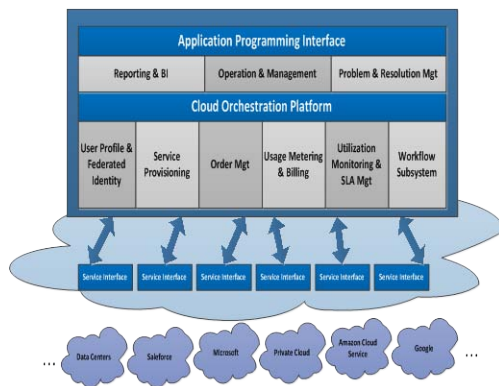 Application Programming Interface
Reporting & BI
Operation & Management
Problem & Resolution Mgt
Cloud Orchestration Platform
User Profile &
Federated
Identity
Service
Provisioning
Order Mgt
Usage Metering
& Billing
Utilization
Monitoring &
SLA Mgt
Workflow
Subsystem
Service Interface
Service Interface
Service Interface
Service Interface
Service Interface
Service Interface
...
Data Centers
Saleforce
Microsoft
Private Cloud
Amazon Cloud
Service
Google
...